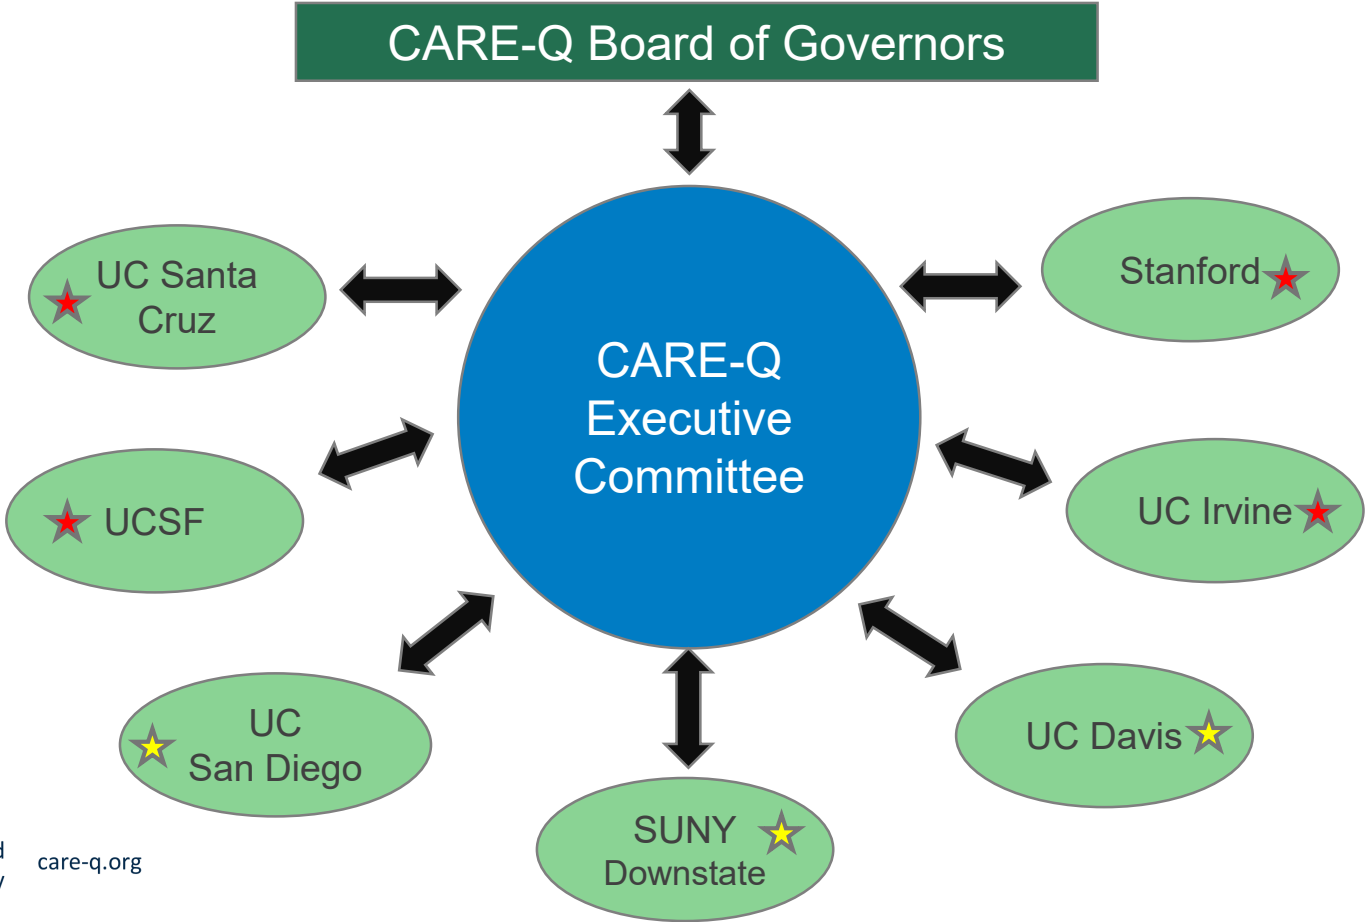 CARE-Q Board of Governors
UC Santa
Cruz
Stanford
CARE-Q
Executive
Committee
UCSF
UC Irvine
UC
San Diego
UC Davis
SUNY
Downstate
care-q.org